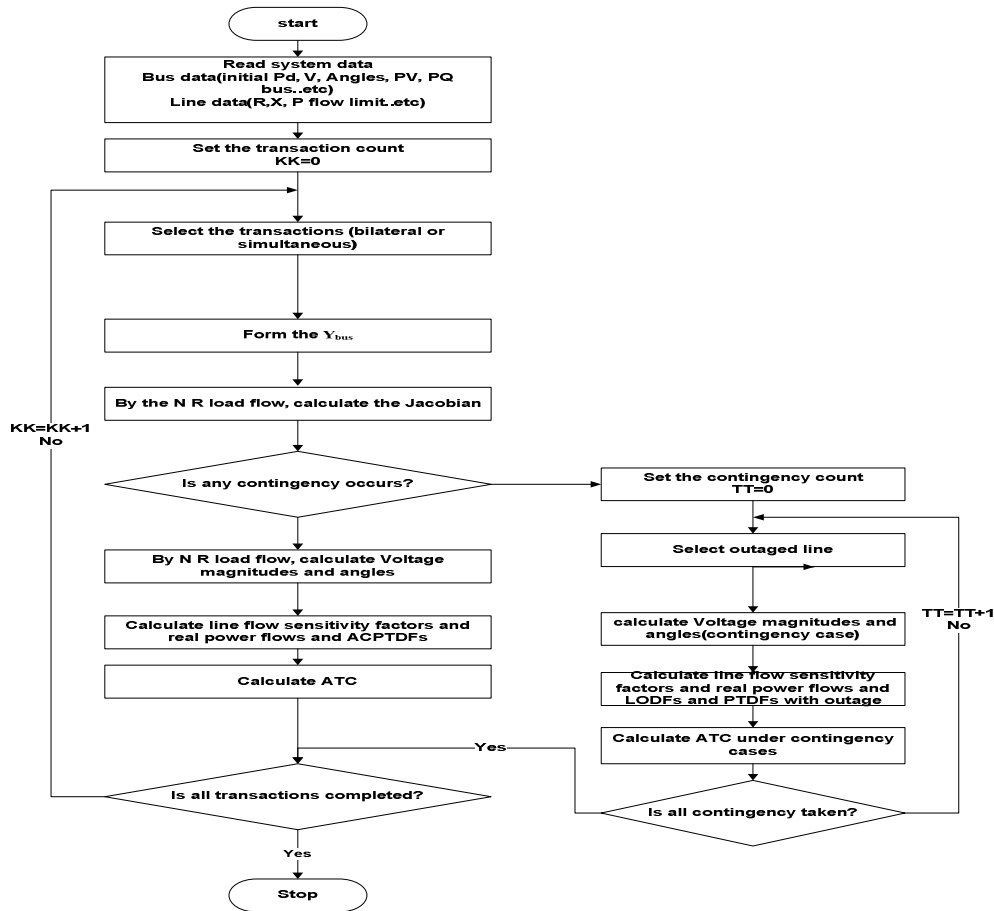 start
Read system data
Bus data(initial Pd, V, Angles, PV, PQ
bus..etc)
Line data(R,X, P flow limit..etc)
Set the transaction count
KK=0
Select the transactions (bilateral or
simultaneous)
Form the Ybus
By the N R load flow, calculate the Jacobian
KK=KK+1
No
Is any contingency occurs?
By N R load flow, calculate Voltage
magnitudes and angles
Calculate line flow sensitivity factors and
real power flows and ACPTDFs
Calculate ATC
Set the contingency count
TT=0
Select outaged line
TT=TT+1
No
calculate Voltage magnitudes and
angles(contingency case)
Calculate line flow sensitivity
factors and real power flows and
LODFs and PTDFs with outage
Calculate ATC under contingency
cases
Is all contingency taken?
Yes
Is all transactions completed?
Yes
Stop